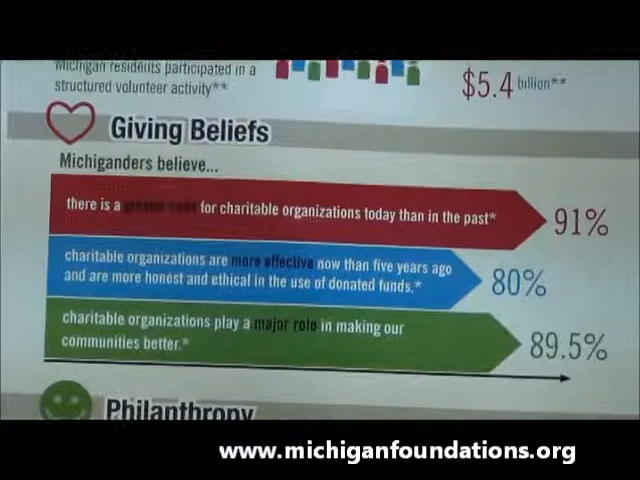 Michigan residents participated in a
structured volunteer activity**
$5.4 billion**
Giving Beliefs
Michiganders believe...
there is a greater need for charitable organizations today than in the past*
91%
charitable organizations are more effective now than five years ago
and are more honest and ethical in the use of donated funds.*
80%
charitable organizations play a major role in making our
communities better.*
89.5%
Philanthropy
www.michiganfoundations.org